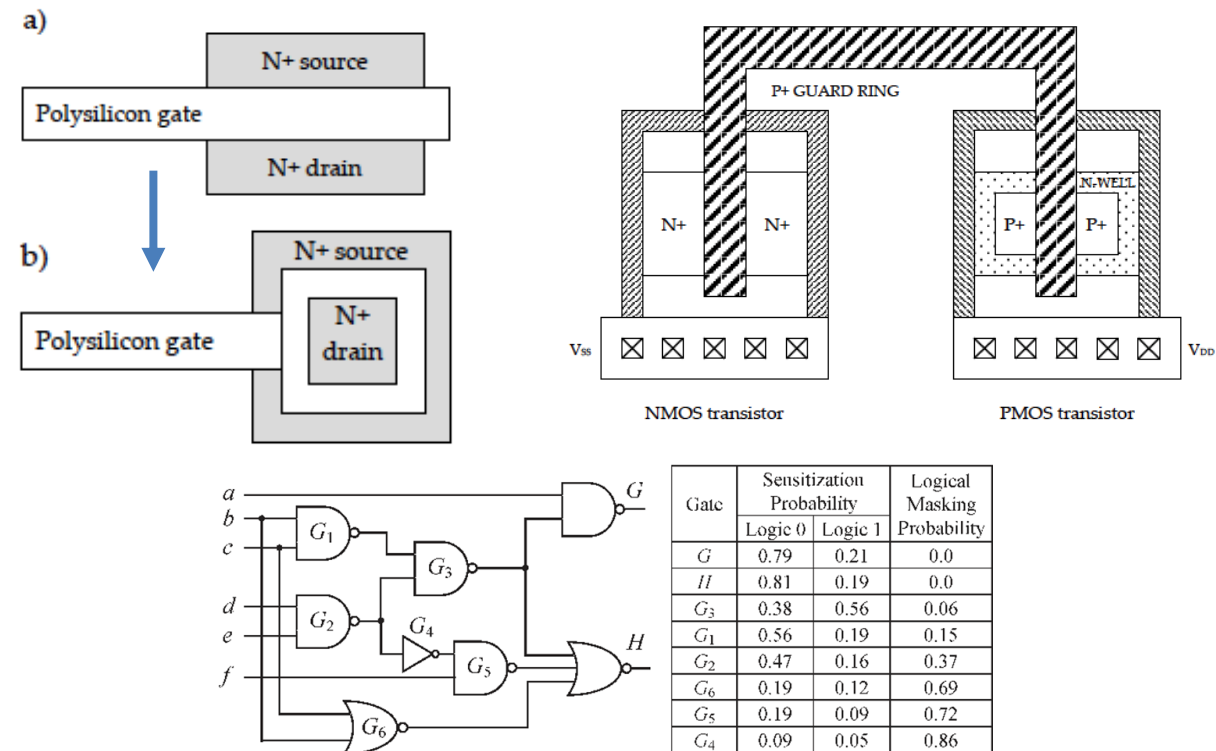 a)
N+ source
Polysilicon gate
N+ drain
b)
N+ source
Polysilicon gate
N+
drain
P+ GUARD RING
N-WELL
N+
N+
P+
P+
Vss
VDD
NMOS transistor
PMOS transistor
a
b
c
d
e
f
G1
G2
G3
G4
G5
G6
G
H
Gate
Sensitization
Probability
Logical
Masking
Probability
Logic 0
Logic 1
G 0.79 0.21 0.0
H 0.81 0.19 0.0
G3 0.38 0.56 0.06
G1 0.56 0.19 0.15
G2 0.47 0.16 0.37
G6 0.19 0.12 0.69
G5 0.19 0.09 0.72
G4 0.09 0.05 0.86